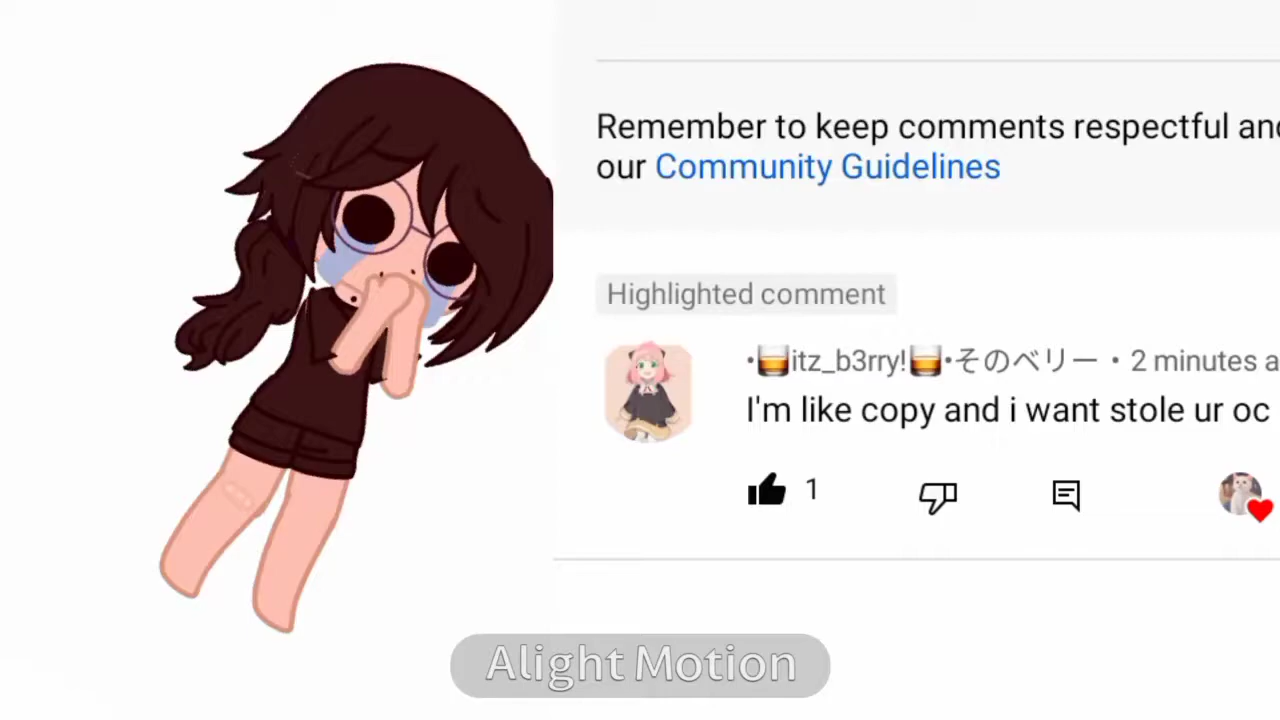 Remember to keep comments respectful and
our Community Guidelines
Highlighted comment
•🥃itz_b3rry!🥃•そのベリー • 2 minutes a
I'm like copy and i want stole ur oc
1
Alight Motion